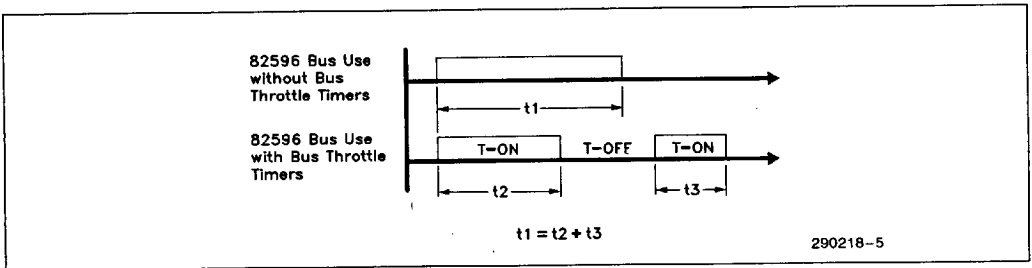 82596 Bus Use
without Bus
Throttle Timers
t1
82596 Bus Use
with Bus Throttle
Timers
T-ON
T-OFF
T-ON
t2
t3
t1=t2+t3
290218-5